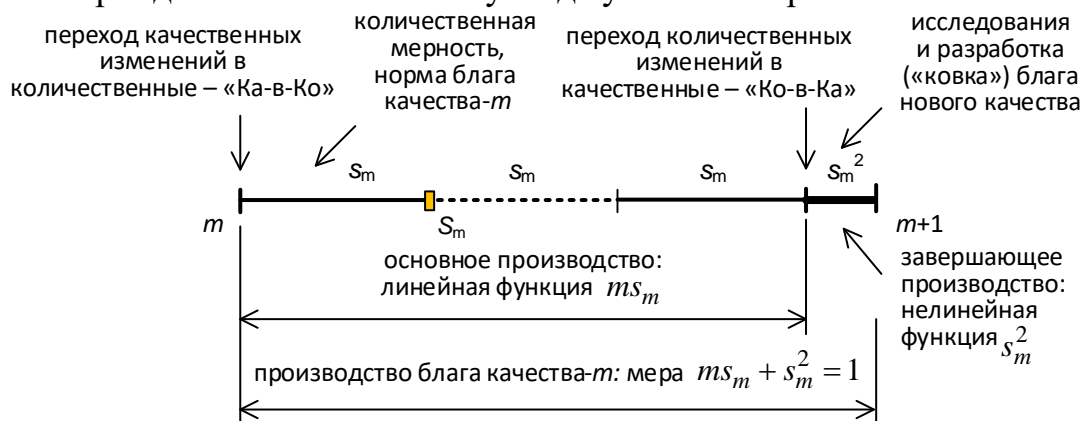 переход качественных
изменений в
количественные – «Ка-в-Ко»
количественная
мерность,
норма блага
качества-m
переход количественных
изменений в
качественные – «Ко-в-Ка»
исследования
и разработка
(«ковка») блага
нового качества
s_m
s_m
s_m
s_m^2
m
S_m
m+1
основное производство:
линейная функция ms_m
завершающее
производство:
нелинейная
функция s_m^2
производство блага качества-m: мера ms_m + s_m^2 = 1